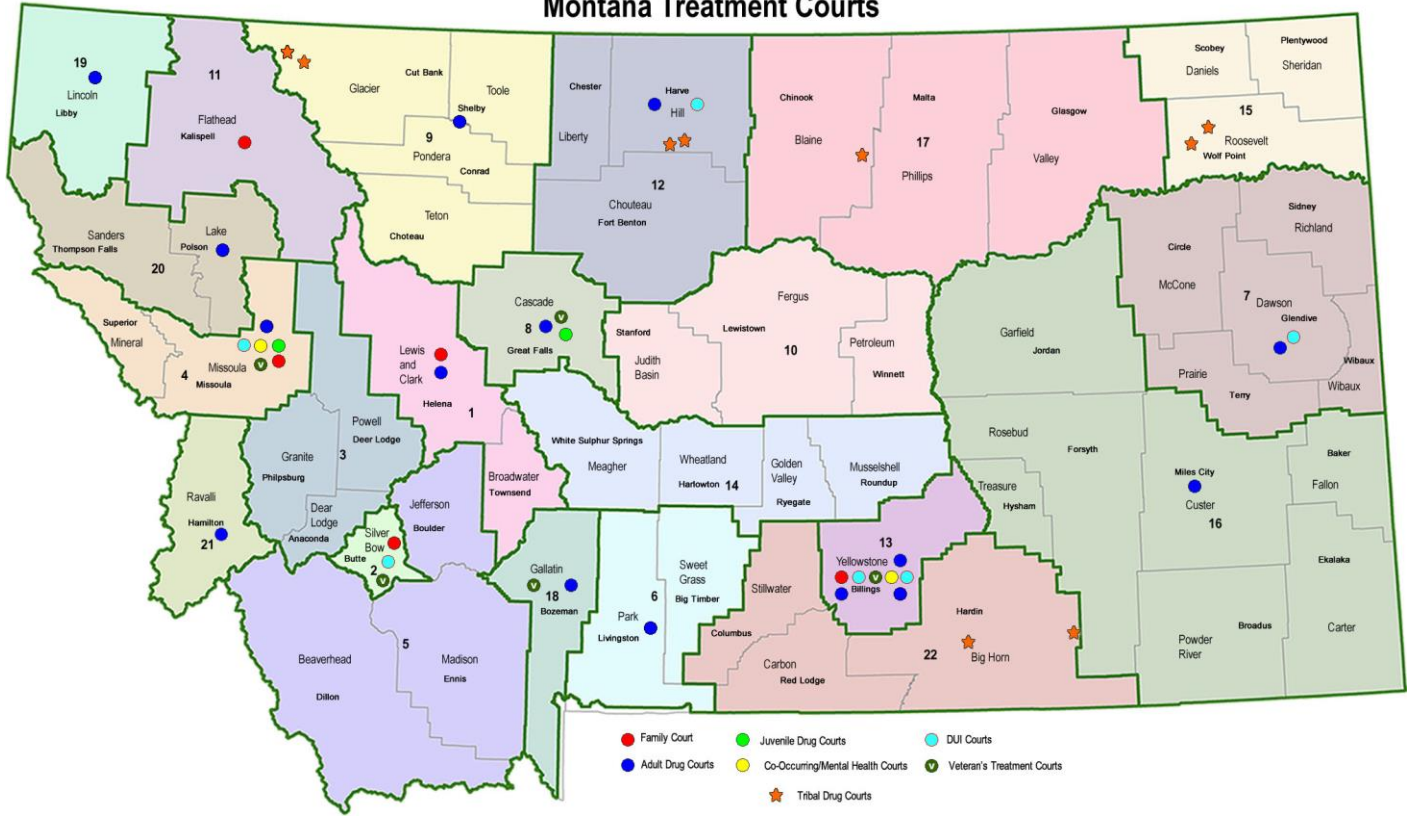 Montana Treatment Courts
19
Lincoln
Libby
11
Flathead
Kalispell
Cut Bank
Glacier
Toole
Shelby
9
Pondera
Conrad
Teton
Choteau
Chester
Liberty
Harve
Hill
12
Chouteau
Fort Benton
Chinook
Blaine
Malta
17
Phillips
Glasgow
Valley
Scobey
Daniels
Plentywood
Sheridan
15
Roosevelt
Wolf Point
Sanders
Thompson Falls
20
Lake
Polson
Superior
Mineral
4
Missoula
Missoula
V
Lewis
and
Clark
Helena
1
Cascade
V
8
Great Falls
Stanford
Judith
Basin
Fergus
Lewistown
10
Petroleum
Winnett
Garfield
Jordan
Circle
McCone
Sidney
Richland
7
Dawson
Glendive
Prairie
Terry
Wibaux
Wibaux
Powell
Deer Lodge
3
Granite
Philpsburg
Dear
Lodge
Anaconda
Ravalli
Hamilton
21
Silver
Bow
Butte
2
V
Jefferson
Boulder
Broadwater
Townsend
White Sulphur Springs
Meagher
Wheatland
Harlowton
14
Golden
Valley
Ryegate
Musselshell
Roundup
Rosebud
Forsyth
Treasure
Hysham
Miles City
Custer
16
Baker
Fallon
Ekalaka
Carter
Broadus
Powder
River
Beaverhead
Dillon
5
Madison
Ennis
Gallatin
V
18
Bozeman
Park
Livingston
6
Sweet
Grass
Big Timber
Stillwater
Columbus
Carbon
Red Lodge
13
Yellowstone
V
Billings
Hardin
22
Big Horn
Family Court
Juvenile Drug Courts
DUI Courts
Adult Drug Courts
Co-Occurring/Mental Health Courts
V
Veteran's Treatment Courts
Tribal Drug Courts